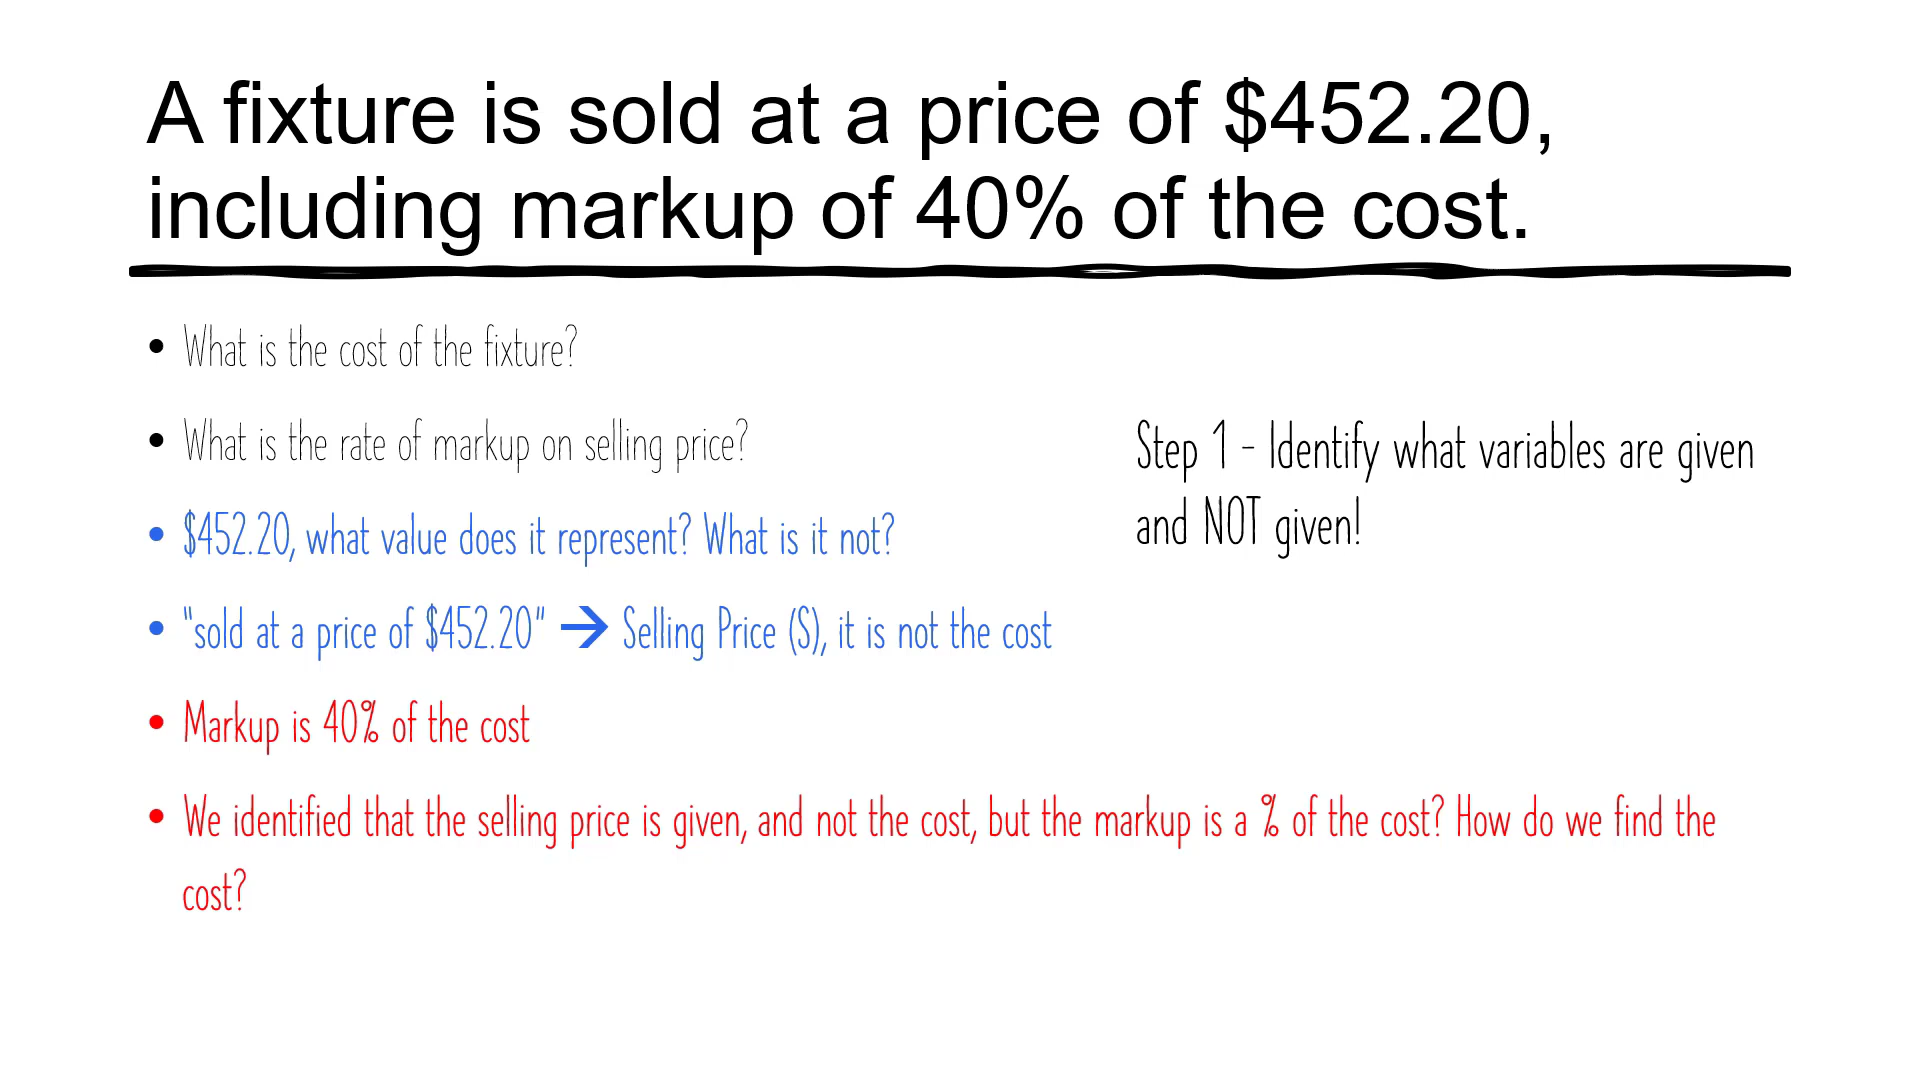 A fixture is sold at a price of $452.20,
including markup of 40% of the cost.
• What is the cost of the fixture?
• What is the rate of markup on selling price?
• $452.20, what value does it represent? What is it not?
• "sold at a price of $452.20" → Selling Price (S), it is not the cost
• Markup is 40% of the cost
• We identified that the selling price is given, and not the cost, but the markup is a % of the cost? How do we find the
cost?
Step 1 - Identify what variables are given
and NOT given!